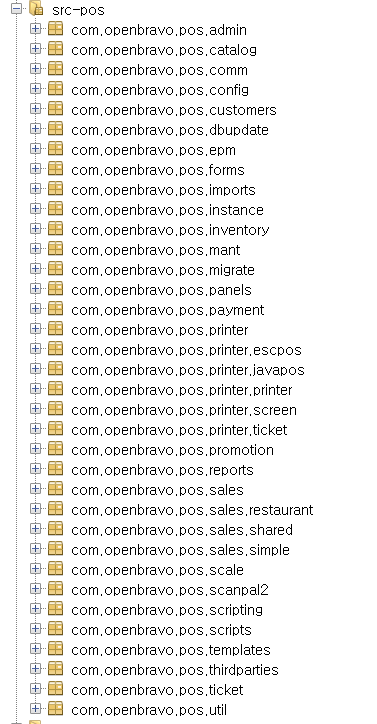 src-pos
com.openbravo.pos.admin
com.openbravo.pos.catalog
com.openbravo.pos.comm
com.openbravo.pos.config
com.openbravo.pos.customers
com.openbravo.pos.dbupdate
com.openbravo.pos.epm
com.openbravo.pos.forms
com.openbravo.pos.imports
com.openbravo.pos.instance
com.openbravo.pos.inventory
com.openbravo.pos.mant
com.openbravo.pos.migrate
com.openbravo.pos.panels
com.openbravo.pos.payment
com.openbravo.pos.printer
com.openbravo.pos.printer.escpos
com.openbravo.pos.printer.javapos
com.openbravo.pos.printer.printer
com.openbravo.pos.printer.screen
com.openbravo.pos.printer.ticket
com.openbravo.pos.promotion
com.openbravo.pos.reports
com.openbravo.pos.sales
com.openbravo.pos.sales.restaurant
com.openbravo.pos.sales.shared
com.openbravo.pos.sales.simple
com.openbravo.pos.scale
com.openbravo.pos.scanpal2
com.openbravo.pos.scripting
com.openbravo.pos.scripts
com.openbravo.pos.templates
com.openbravo.pos.thirdparties
com.openbravo.pos.ticket
com.openbravo.pos.util